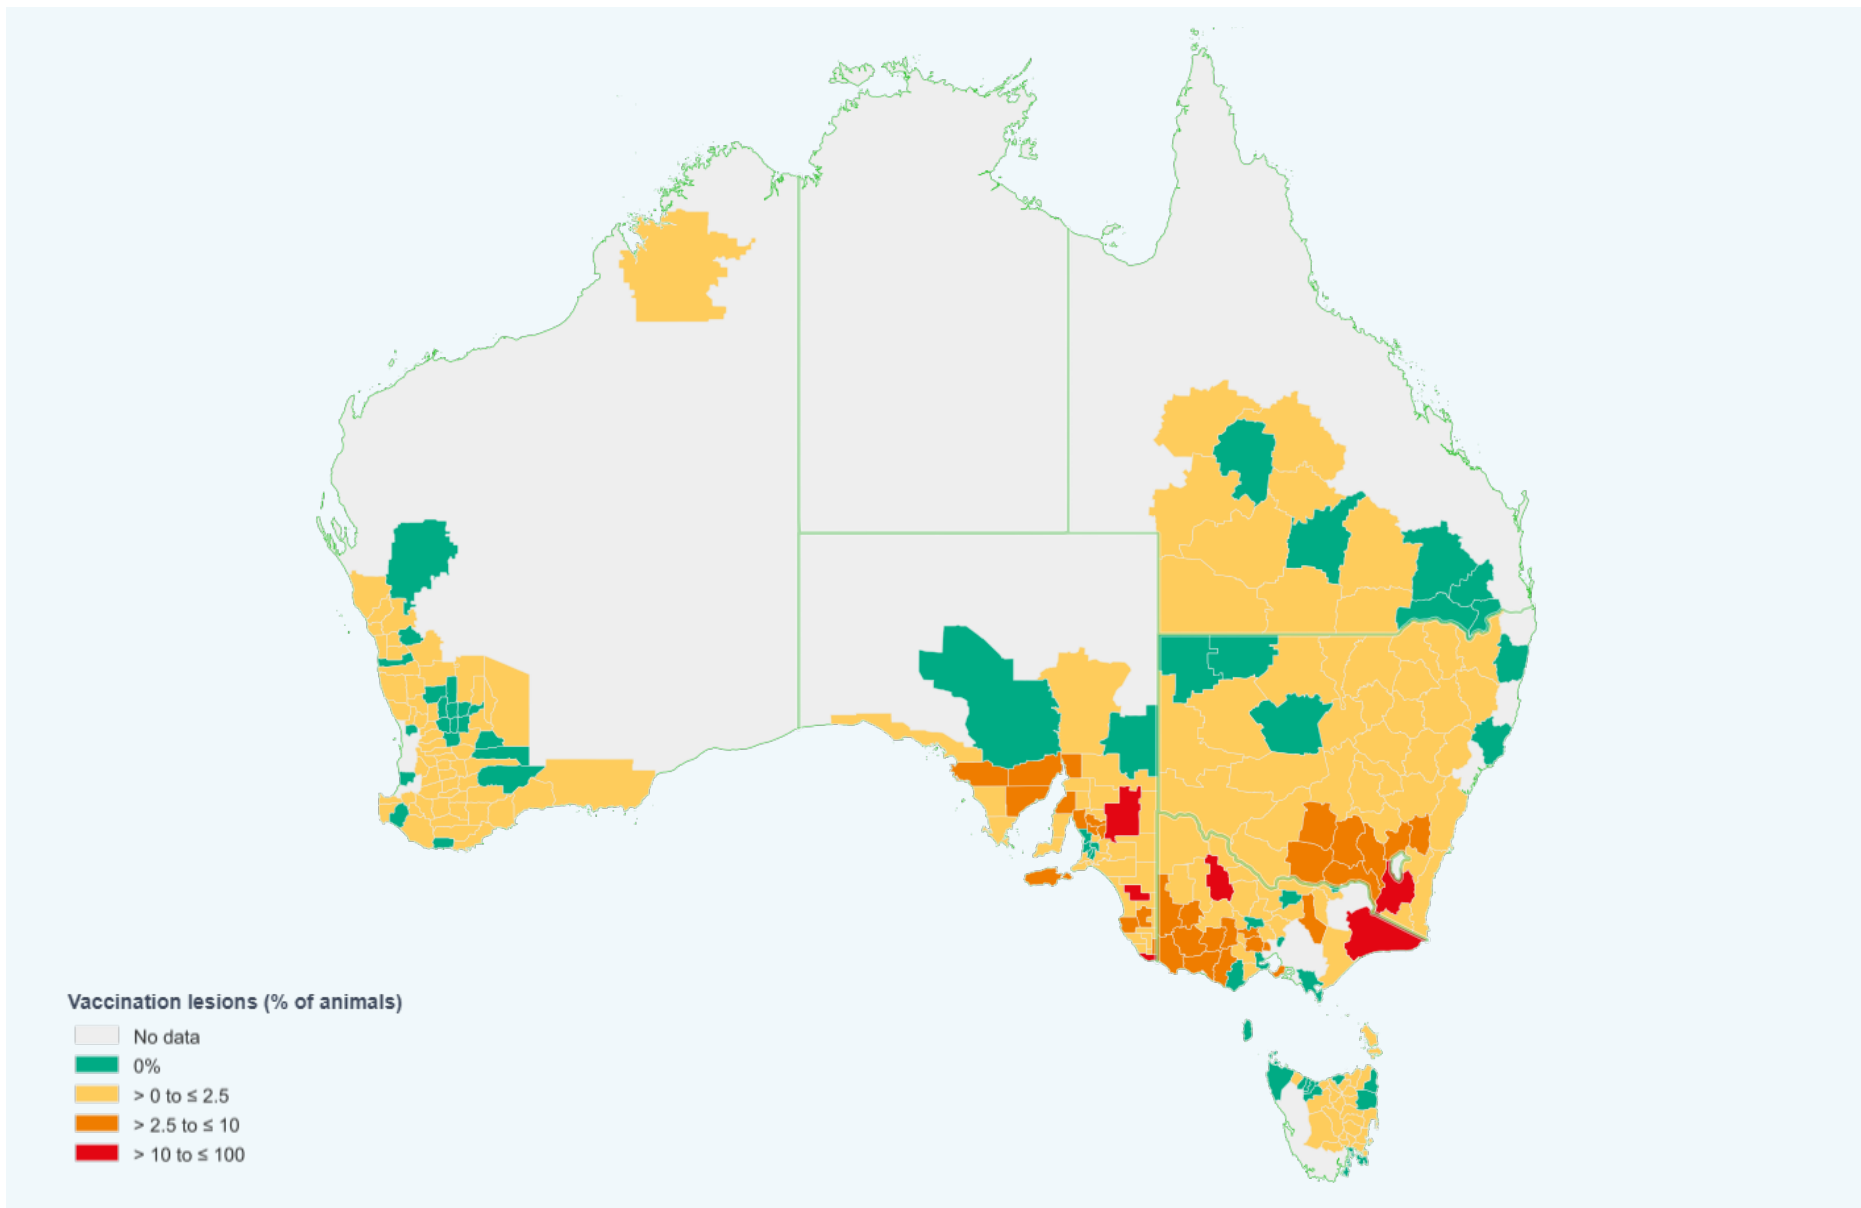 Vaccination lesions (% of animals)
No data
0%
> 0 to ≤ 2.5
> 2.5 to ≤ 10
> 10 to ≤ 100